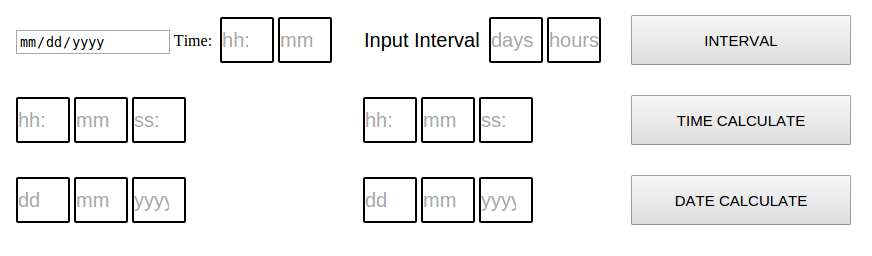 mm/dd/yyyy Time: hh: mm Input Interval days hours INTERVAL
hh: mm ss: hh: mm ss: TIME CALCULATE
dd mm yyyy dd mm yyyy DATE CALCULATE